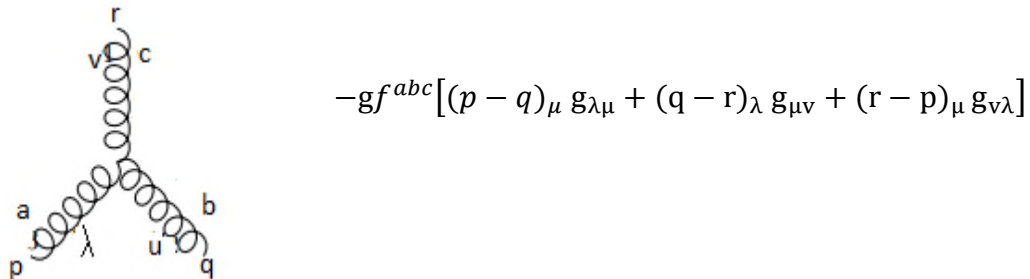 r
v c
−gf^{abc}[(p − q)_μ g_{λμ} + (q − r)_λ g_{μν} + (r − p)_μ g_{νλ}]
a b
λ u
p q